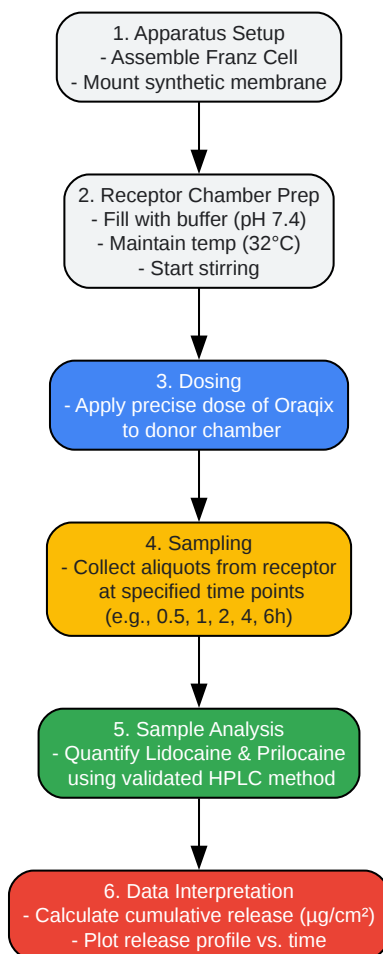 1. Apparatus Setup
- Assemble Franz Cell
- Mount synthetic membrane
2. Receptor Chamber Prep
- Fill with buffer (pH 7.4)
- Maintain temp (32°C)
- Start stirring
3. Dosing
- Apply precise dose of Oraqix
to donor chamber
4. Sampling
- Collect aliquots from receptor
at specified time points
(e.g., 0.5, 1, 2, 4, 6h)
5. Sample Analysis
- Quantify Lidocaine & Prilocaine
using validated HPLC method
6. Data Interpretation
- Calculate cumulative release (µg/cm²)
- Plot release profile vs. time